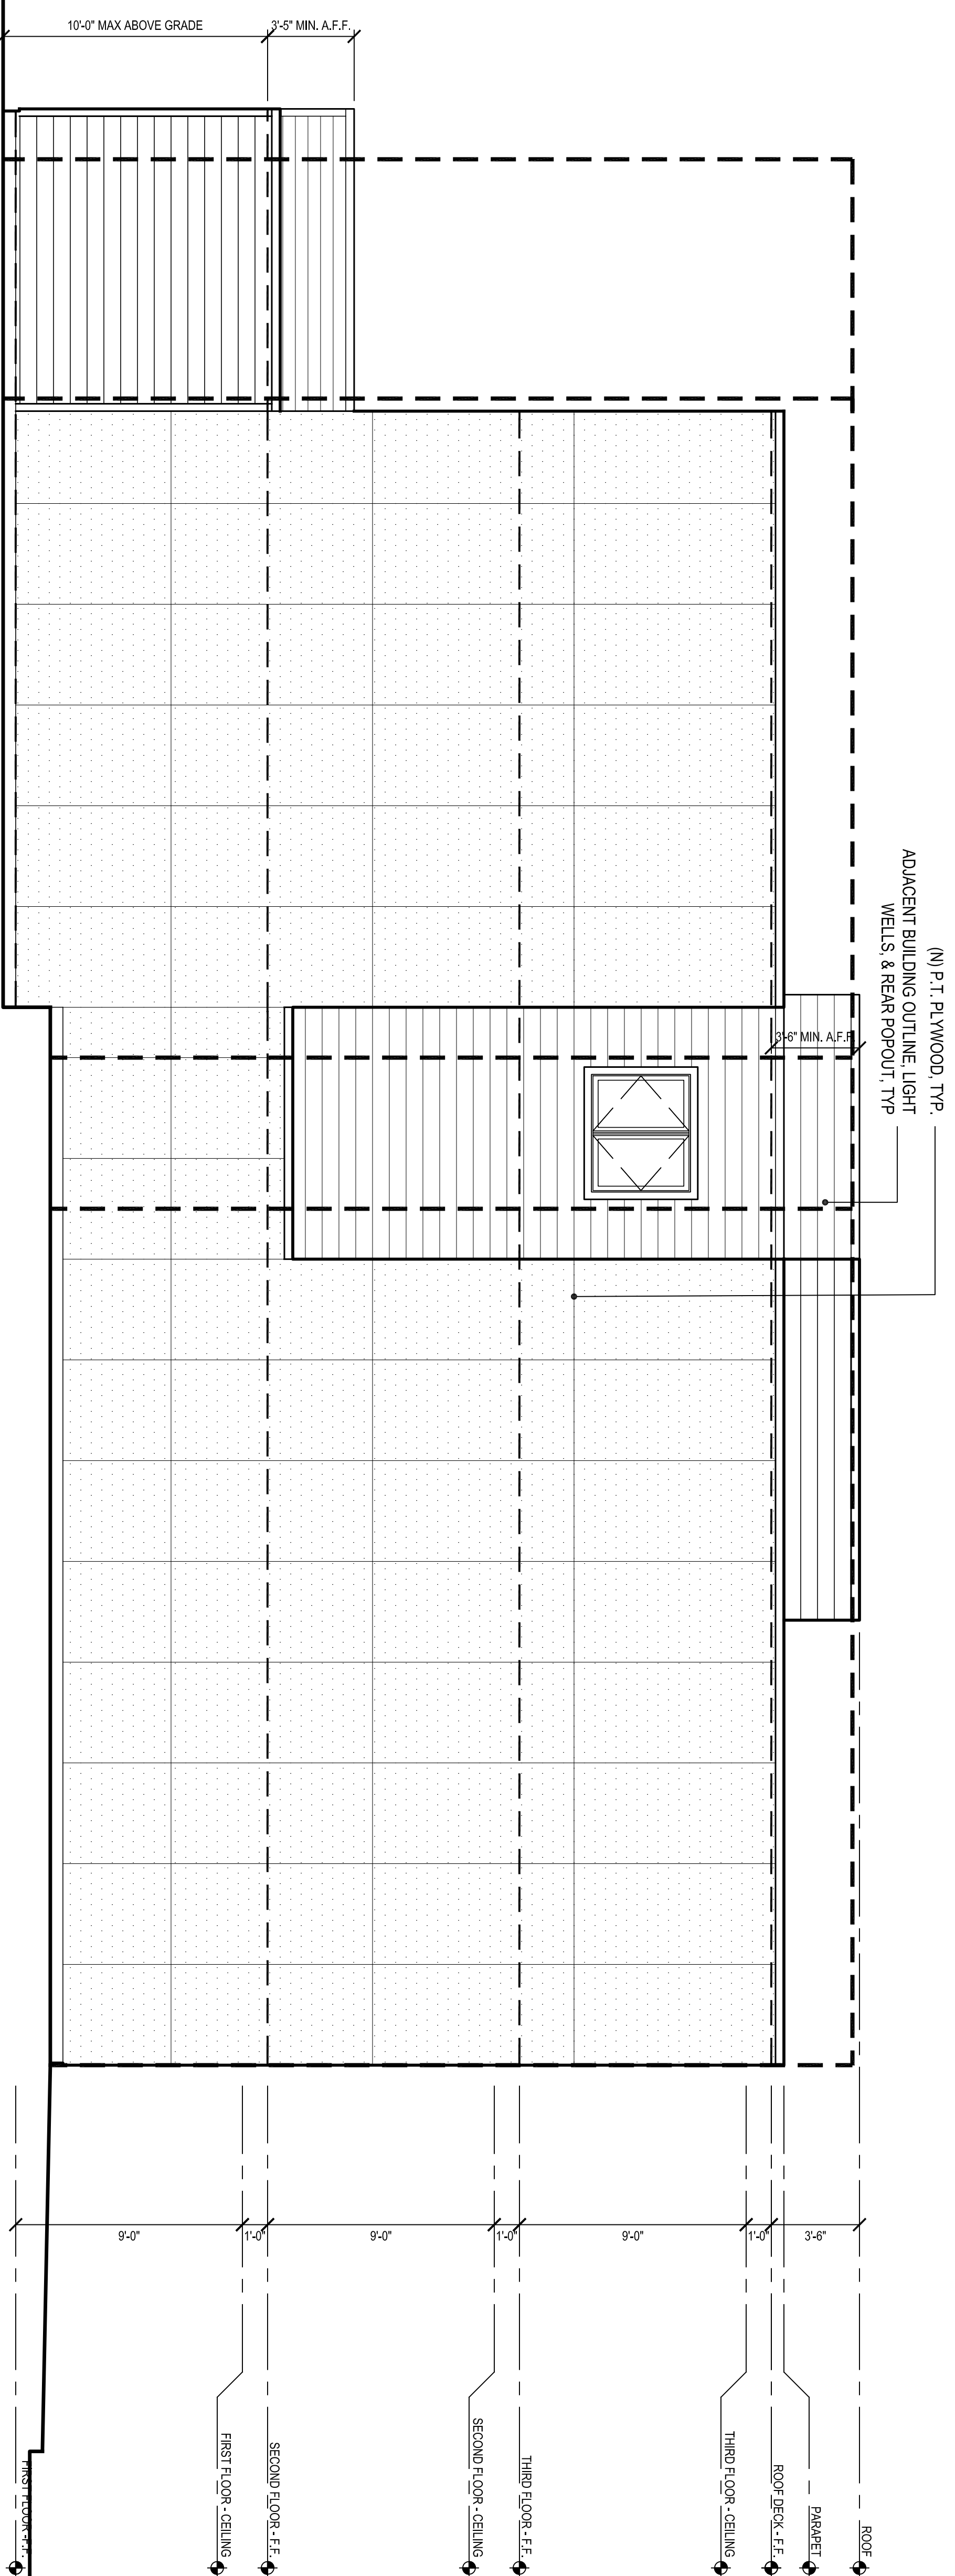 10'-0" MAX ABOVE GRADE
3'-5" MIN. A.F.F.
(N) P.T. PLYWOOD, TYP.
ADJACENT BUILDING OUTLINE, LIGHT
WELLS, & REAR POPOUT, TYP
3'-6" MIN. A.F.F.
9'-0"
1'-0"
9'-0"
1'-0"
9'-0"
1'-0"
3'-6"
ROOF
PARAPET
ROOF DECK - F.F.
THIRD FLOOR - CEILING
THIRD FLOOR - F.F.
SECOND FLOOR - CEILING
SECOND FLOOR - F.F.
FIRST FLOOR - CEILING
FIRST FLOOR - F.F.